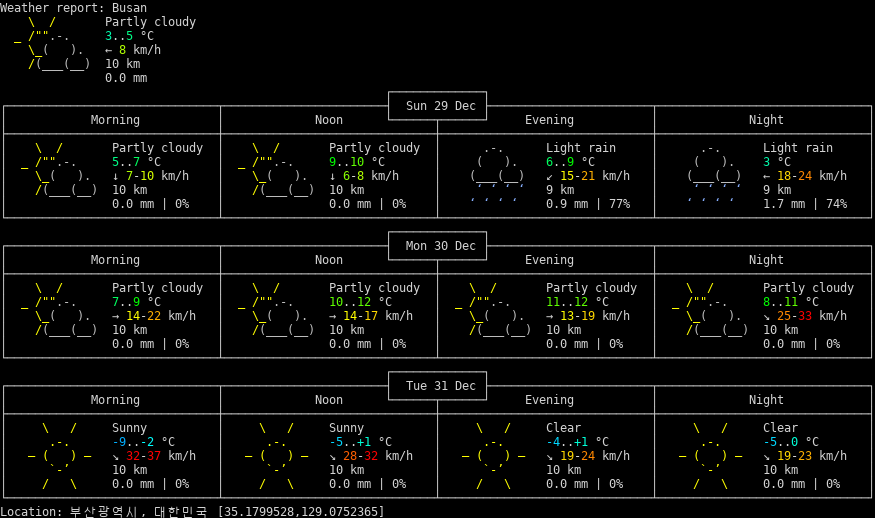 Weather report: Busan
Partly cloudy
3..5 °C
← 8 km/h
10 km
0.0 mm
Sun 29 Dec
Morning Noon Evening Night
Partly cloudy Partly cloudy Light rain Light rain
5..7 °C 9..10 °C 6..9 °C 3 °C
↓ 7-10 km/h ↓ 6-8 km/h ↙ 15-21 km/h ← 18-24 km/h
10 km 10 km 9 km 9 km
0.0 mm | 0% 0.0 mm | 0% 0.9 mm | 77% 1.7 mm | 74%
Mon 30 Dec
Morning Noon Evening Night
Partly cloudy Partly cloudy Partly cloudy Partly cloudy
7..9 °C 10..12 °C 11..12 °C 8..11 °C
→ 14-22 km/h → 14-17 km/h → 13-19 km/h ↘ 25-33 km/h
10 km 10 km 10 km 10 km
0.0 mm | 0% 0.0 mm | 0% 0.0 mm | 0% 0.0 mm | 0%
Tue 31 Dec
Morning Noon Evening Night
Sunny Sunny Clear Clear
-9..-2 °C -5..+1 °C -4..+1 °C -5..0 °C
↘ 32-37 km/h ↘ 28-32 km/h ↘ 19-24 km/h ↘ 19-23 km/h
10 km 10 km 10 km 10 km
0.0 mm | 0% 0.0 mm | 0% 0.0 mm | 0% 0.0 mm | 0%
Location: 부산광역시, 대한민국 [35.1799528,129.0752365]